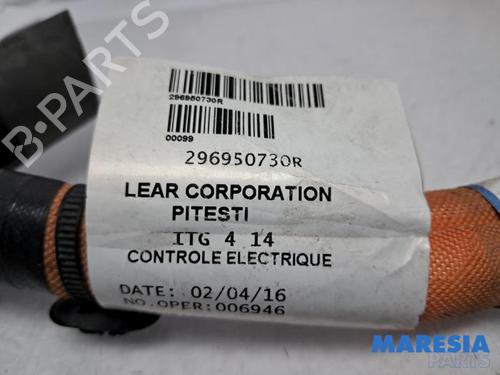 296950730R
00099
296950730R
LEAR CORPORATION
PITESTI
ITG 4 14
CONTROLE ELECTRIQUE
DATE: 02/04/16
NO.OPER:006946
B-PARTS
MARESIA
PARTS